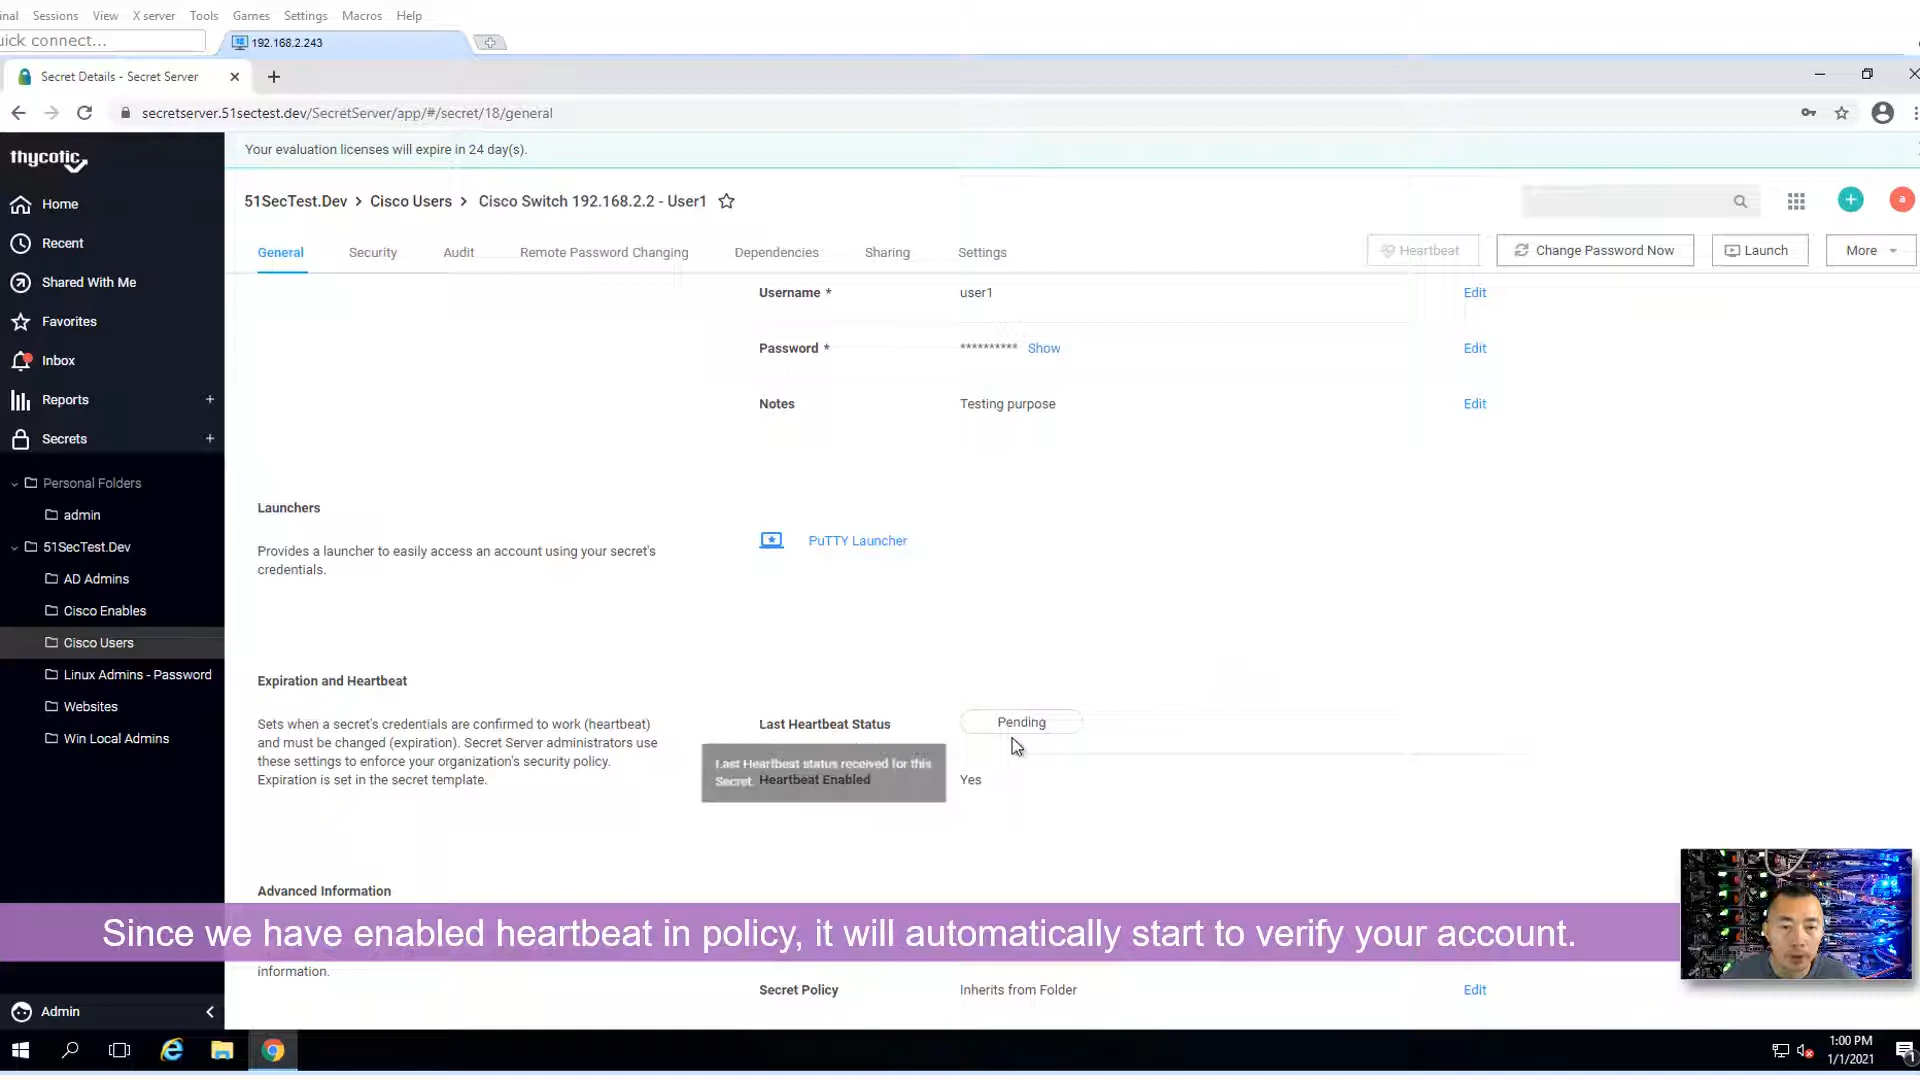 nal Sessions View X server Tools Games Settings Macros Help
uick connect... 192.168.2.243
Secret Details - Secret Server
secretserver.51sectest.dev/SecretServer/app/#/secret/18/general
thycotic
Your evaluation licenses will expire in 24 day(s).
51SecTest.Dev > Cisco Users > Cisco Switch 192.168.2.2 - User1
a
General Security Audit Remote Password Changing Dependencies Sharing Settings
Heartbeat Change Password Now Launch More
Home
Recent
Shared With Me
Favorites
Inbox
Reports +
Secrets +
Personal Folders
admin
51SecTest.Dev
AD Admins
Cisco Enables
Cisco Users
Linux Admins - Password
Websites
Win Local Admins
Admin
Username * user1 Edit
Password * ********** Show Edit
Notes Testing purpose Edit
Launchers
Provides a launcher to easily access an account using your secret's
credentials.
PuTTY Launcher
Expiration and Heartbeat
Sets when a secret's credentials are confirmed to work (heartbeat)
and must be changed (expiration). Secret Server administrators use
these settings to enforce your organization's security policy.
Expiration is set in the secret template.
Last Heartbeat Status Pending
Last Heartbeat status received for this
Secret.
Heartbeat Enabled Yes
Advanced Information
Since we have enabled heartbeat in policy, it will automatically start to verify your account.
information.
Secret Policy Inherits from Folder Edit
1:00 PM
1/1/2021
1